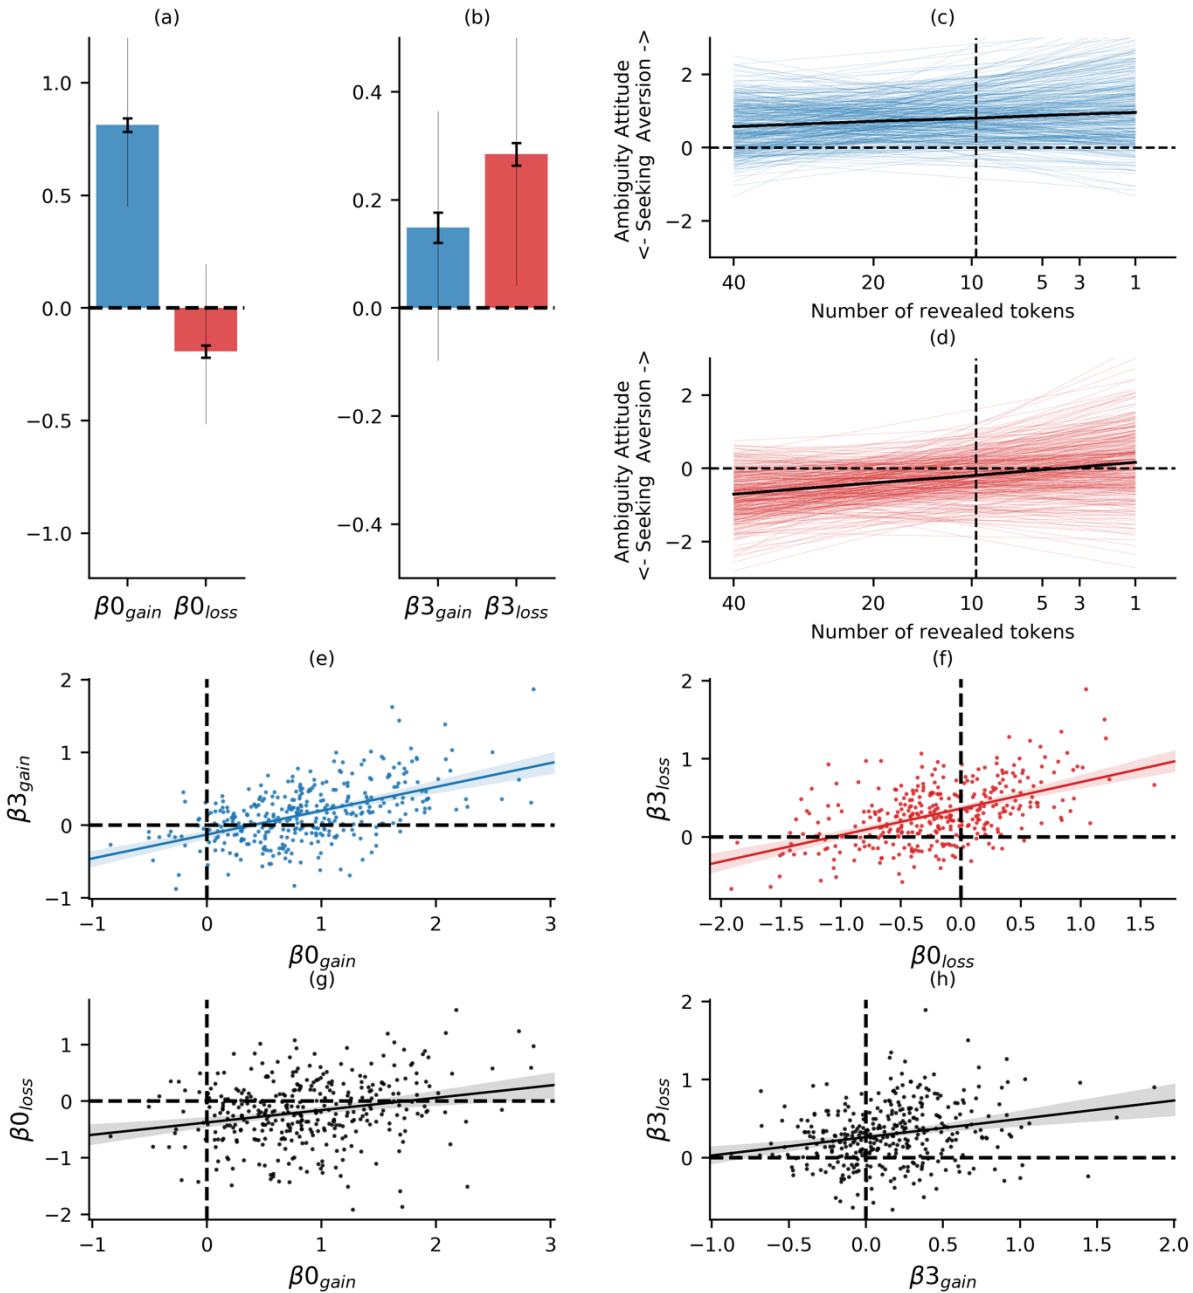 (a)
1.0
0.5
0.0
−0.5
−1.0
β0gain β0loss
(b)
0.4
0.2
0.0
−0.2
−0.4
β3gain β3loss
(c)
Ambiguity Attitude
<- Seeking Aversion ->
2
0
−2
40 20 10 5 3 1
Number of revealed tokens
(d)
Ambiguity Attitude
<- Seeking Aversion ->
2
0
−2
40 20 10 5 3 1
Number of revealed tokens
(e)
β3gain
2
1
0
−1
−1 0 1 2 3
β0gain
(f)
β3loss
2
1
0
−2.0 −1.5 −1.0 −0.5 0.0 0.5 1.0 1.5
β0loss
(g)
β0loss
1
0
−1
−2
−1 0 1 2 3
β0gain
(h)
β3loss
2
1
0
−1.0 −0.5 0.0 0.5 1.0 1.5 2.0
β3gain